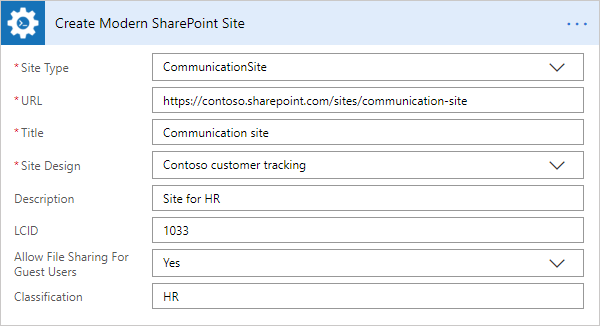 Create Modern SharePoint Site
* Site Type CommunicationSite
* URL https://contoso.sharepoint.com/sites/communication-site
* Title Communication site
* Site Design Contoso customer tracking
Description Site for HR
LCID 1033
Allow File Sharing For
Guest Users Yes
Classification HR